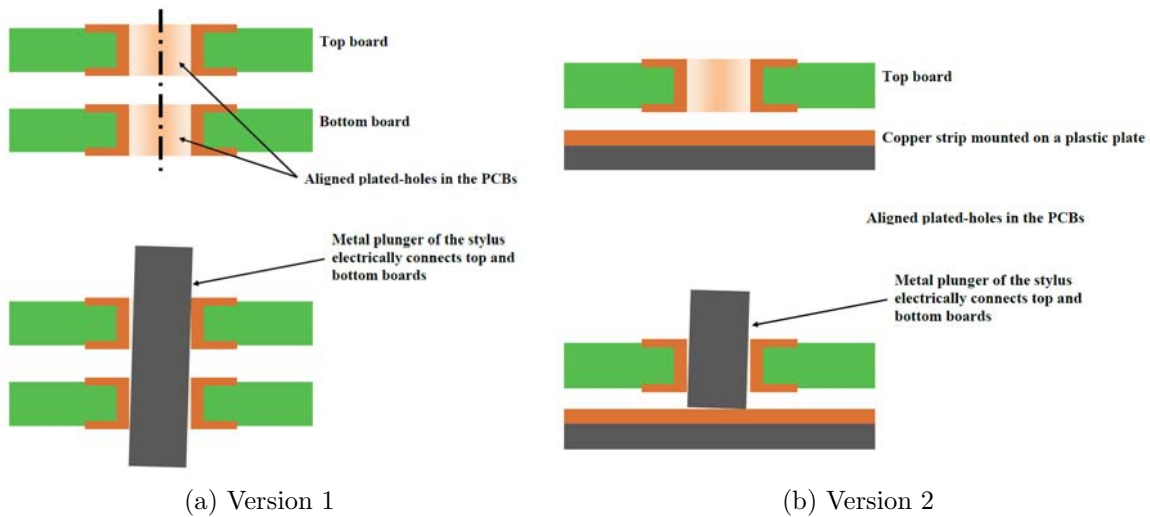 Top board
Bottom board
Aligned plated-holes in the PCBs
Metal plunger of the stylus
electrically connects top and
bottom boards
(a) Version 1
Top board
Copper strip mounted on a plastic plate
Aligned plated-holes in the PCBs
Metal plunger of the stylus
electrically connects top and
bottom boards
(b) Version 2